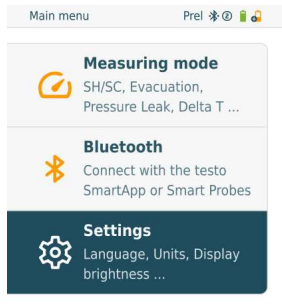 Main menu Prel
Measuring mode
SH/SC, Evacuation,
Pressure Leak, Delta T ...
Bluetooth
Connect with the testo
SmartApp or Smart Probes
Settings
Language, Units, Display
brightness ...